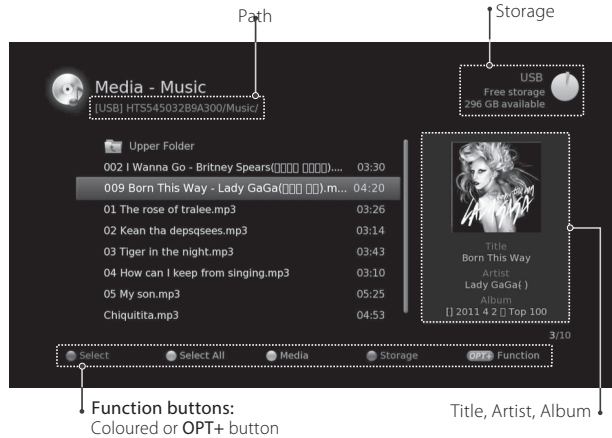 Path
Storage
Media - Music
[USB] HTS545032B9A300/Music/
USB
Free storage
296 GB available
Upper Folder
002 I Wanna Go - Britney Spears(▯▯▯▯ ▯▯▯▯).... 03:30
009 Born This Way - Lady GaGa(▯▯▯ ▯▯).m... 04:20
01 The rose of tralee.mp3 03:26
02 Kean tha depsqsees.mp3 03:14
03 Tiger in the night.mp3 03:43
04 How can I keep from singing.mp3 03:10
05 My son.mp3 05:25
Chiquitita.mp3 04:53
BORN THIS WAY
LADY GAGA
Title
Born This Way
Artist
Lady GaGa( )
Album
[] 2011 4 2 ▯ Top 100
3/10
Select Select All Media Storage OPT+ Function
Function buttons:
Coloured or OPT+ button
Title, Artist, Album